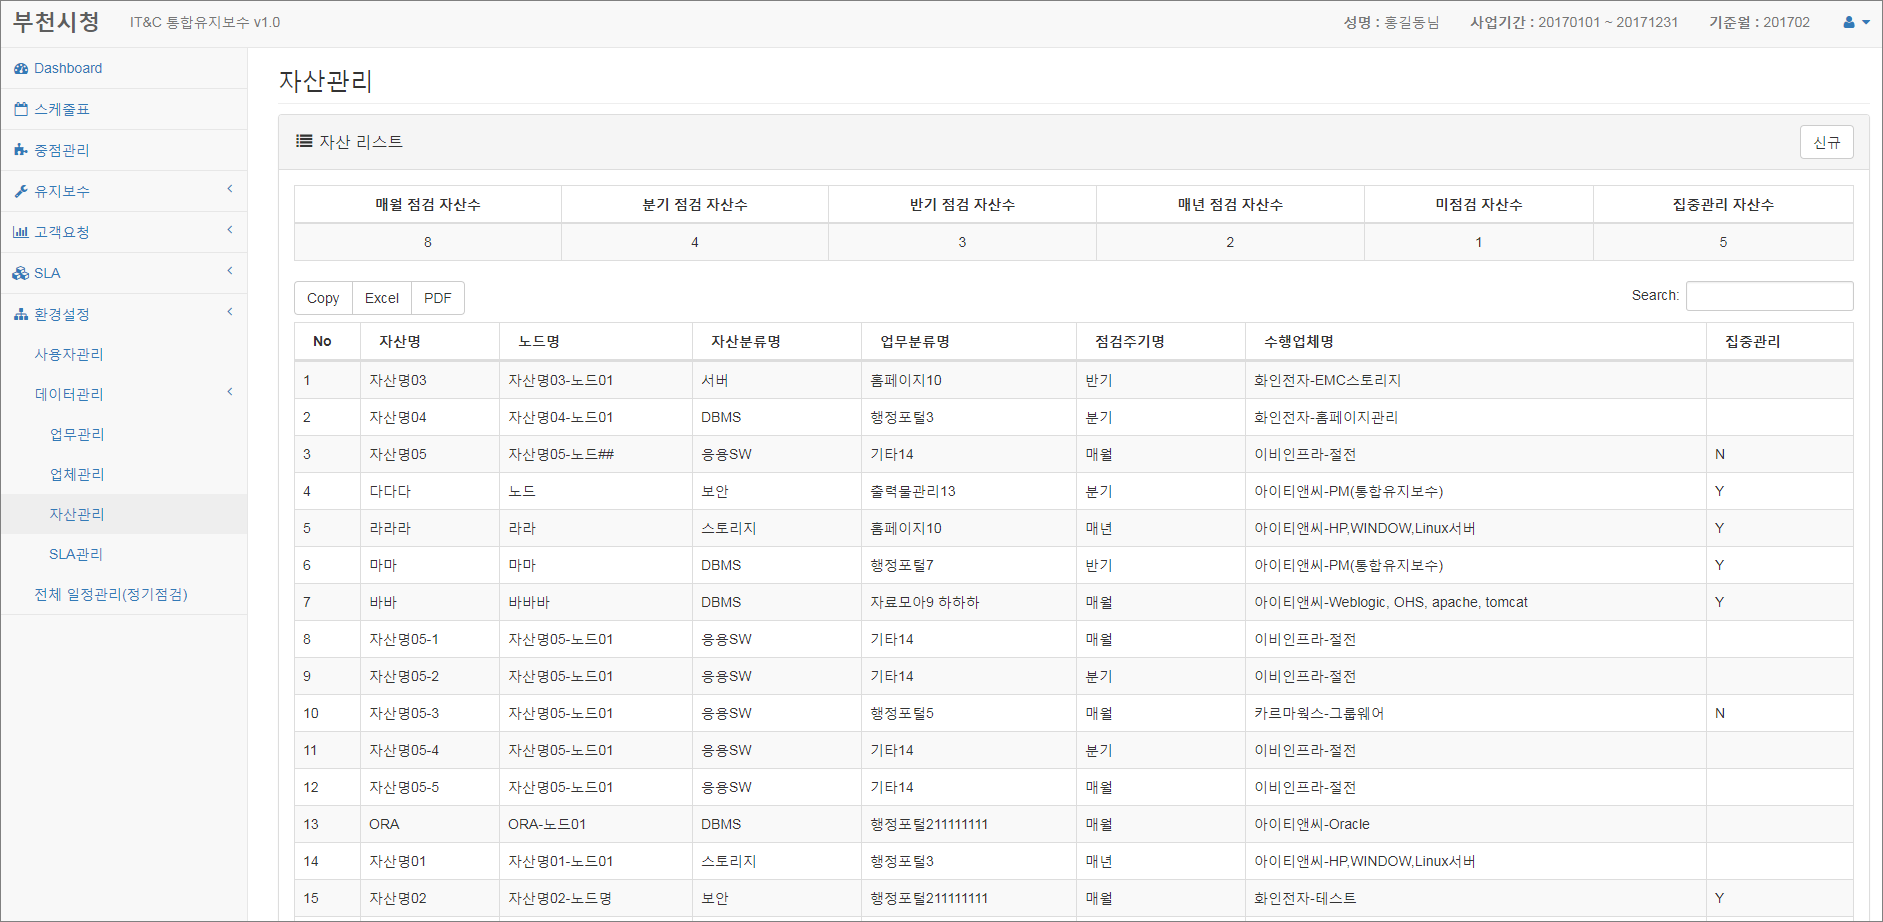 부천시청 IT&C 통합유지보수 v1.0 성명 : 홍길동님 사업기간 : 20170101 ~ 20171231 기준월 : 201702
Dashboard
스케줄표
중점관리
유지보수
고객요청
SLA
환경설정
사용자관리
데이터관리
업무관리
업체관리
자산관리
SLA관리
전체 일정관리(정기점검)
자산관리
자산 리스트 신규
매월 점검 자산수 분기 점검 자산수 반기 점검 자산수 매년 점검 자산수 미점검 자산수 집중관리 자산수
8 4 3 2 1 5
Copy Excel PDF Search:
No 자산명 노드명 자산분류명 업무분류명 점검주기명 수행업체명 집중관리
1 자산명03 자산명03-노드01 서버 홈페이지10 반기 화인전자-EMC스토리지
2 자산명04 자산명04-노드01 DBMS 행정포털3 분기 화인전자-홈페이지관리
3 자산명05 자산명05-노드## 응용SW 기타14 매월 이비인프라-절전 N
4 다다다 노드 보안 출력물관리13 분기 아이티앤씨-PM(통합유지보수) Y
5 라라라 라라 스토리지 홈페이지10 매년 아이티앤씨-HP,WINDOW,Linux서버 Y
6 마마 마마 DBMS 행정포털7 반기 아이티앤씨-PM(통합유지보수) Y
7 바바 바바바 DBMS 자료모아9 하하하 매월 아이티앤씨-Weblogic, OHS, apache, tomcat Y
8 자산명05-1 자산명05-노드01 응용SW 기타14 매월 이비인프라-절전
9 자산명05-2 자산명05-노드01 응용SW 기타14 분기 이비인프라-절전
10 자산명05-3 자산명05-노드01 응용SW 행정포털5 매월 카르마웍스-그룹웨어 N
11 자산명05-4 자산명05-노드01 응용SW 기타14 분기 이비인프라-절전
12 자산명05-5 자산명05-노드01 응용SW 기타14 매월 이비인프라-절전
13 ORA ORA-노드01 DBMS 행정포털211111111 매월 아이티앤씨-Oracle
14 자산명01 자산명01-노드01 스토리지 행정포털3 매년 아이티앤씨-HP,WINDOW,Linux서버
15 자산명02 자산명02-노드명 보안 행정포털211111111 매월 화인전자-테스트 Y